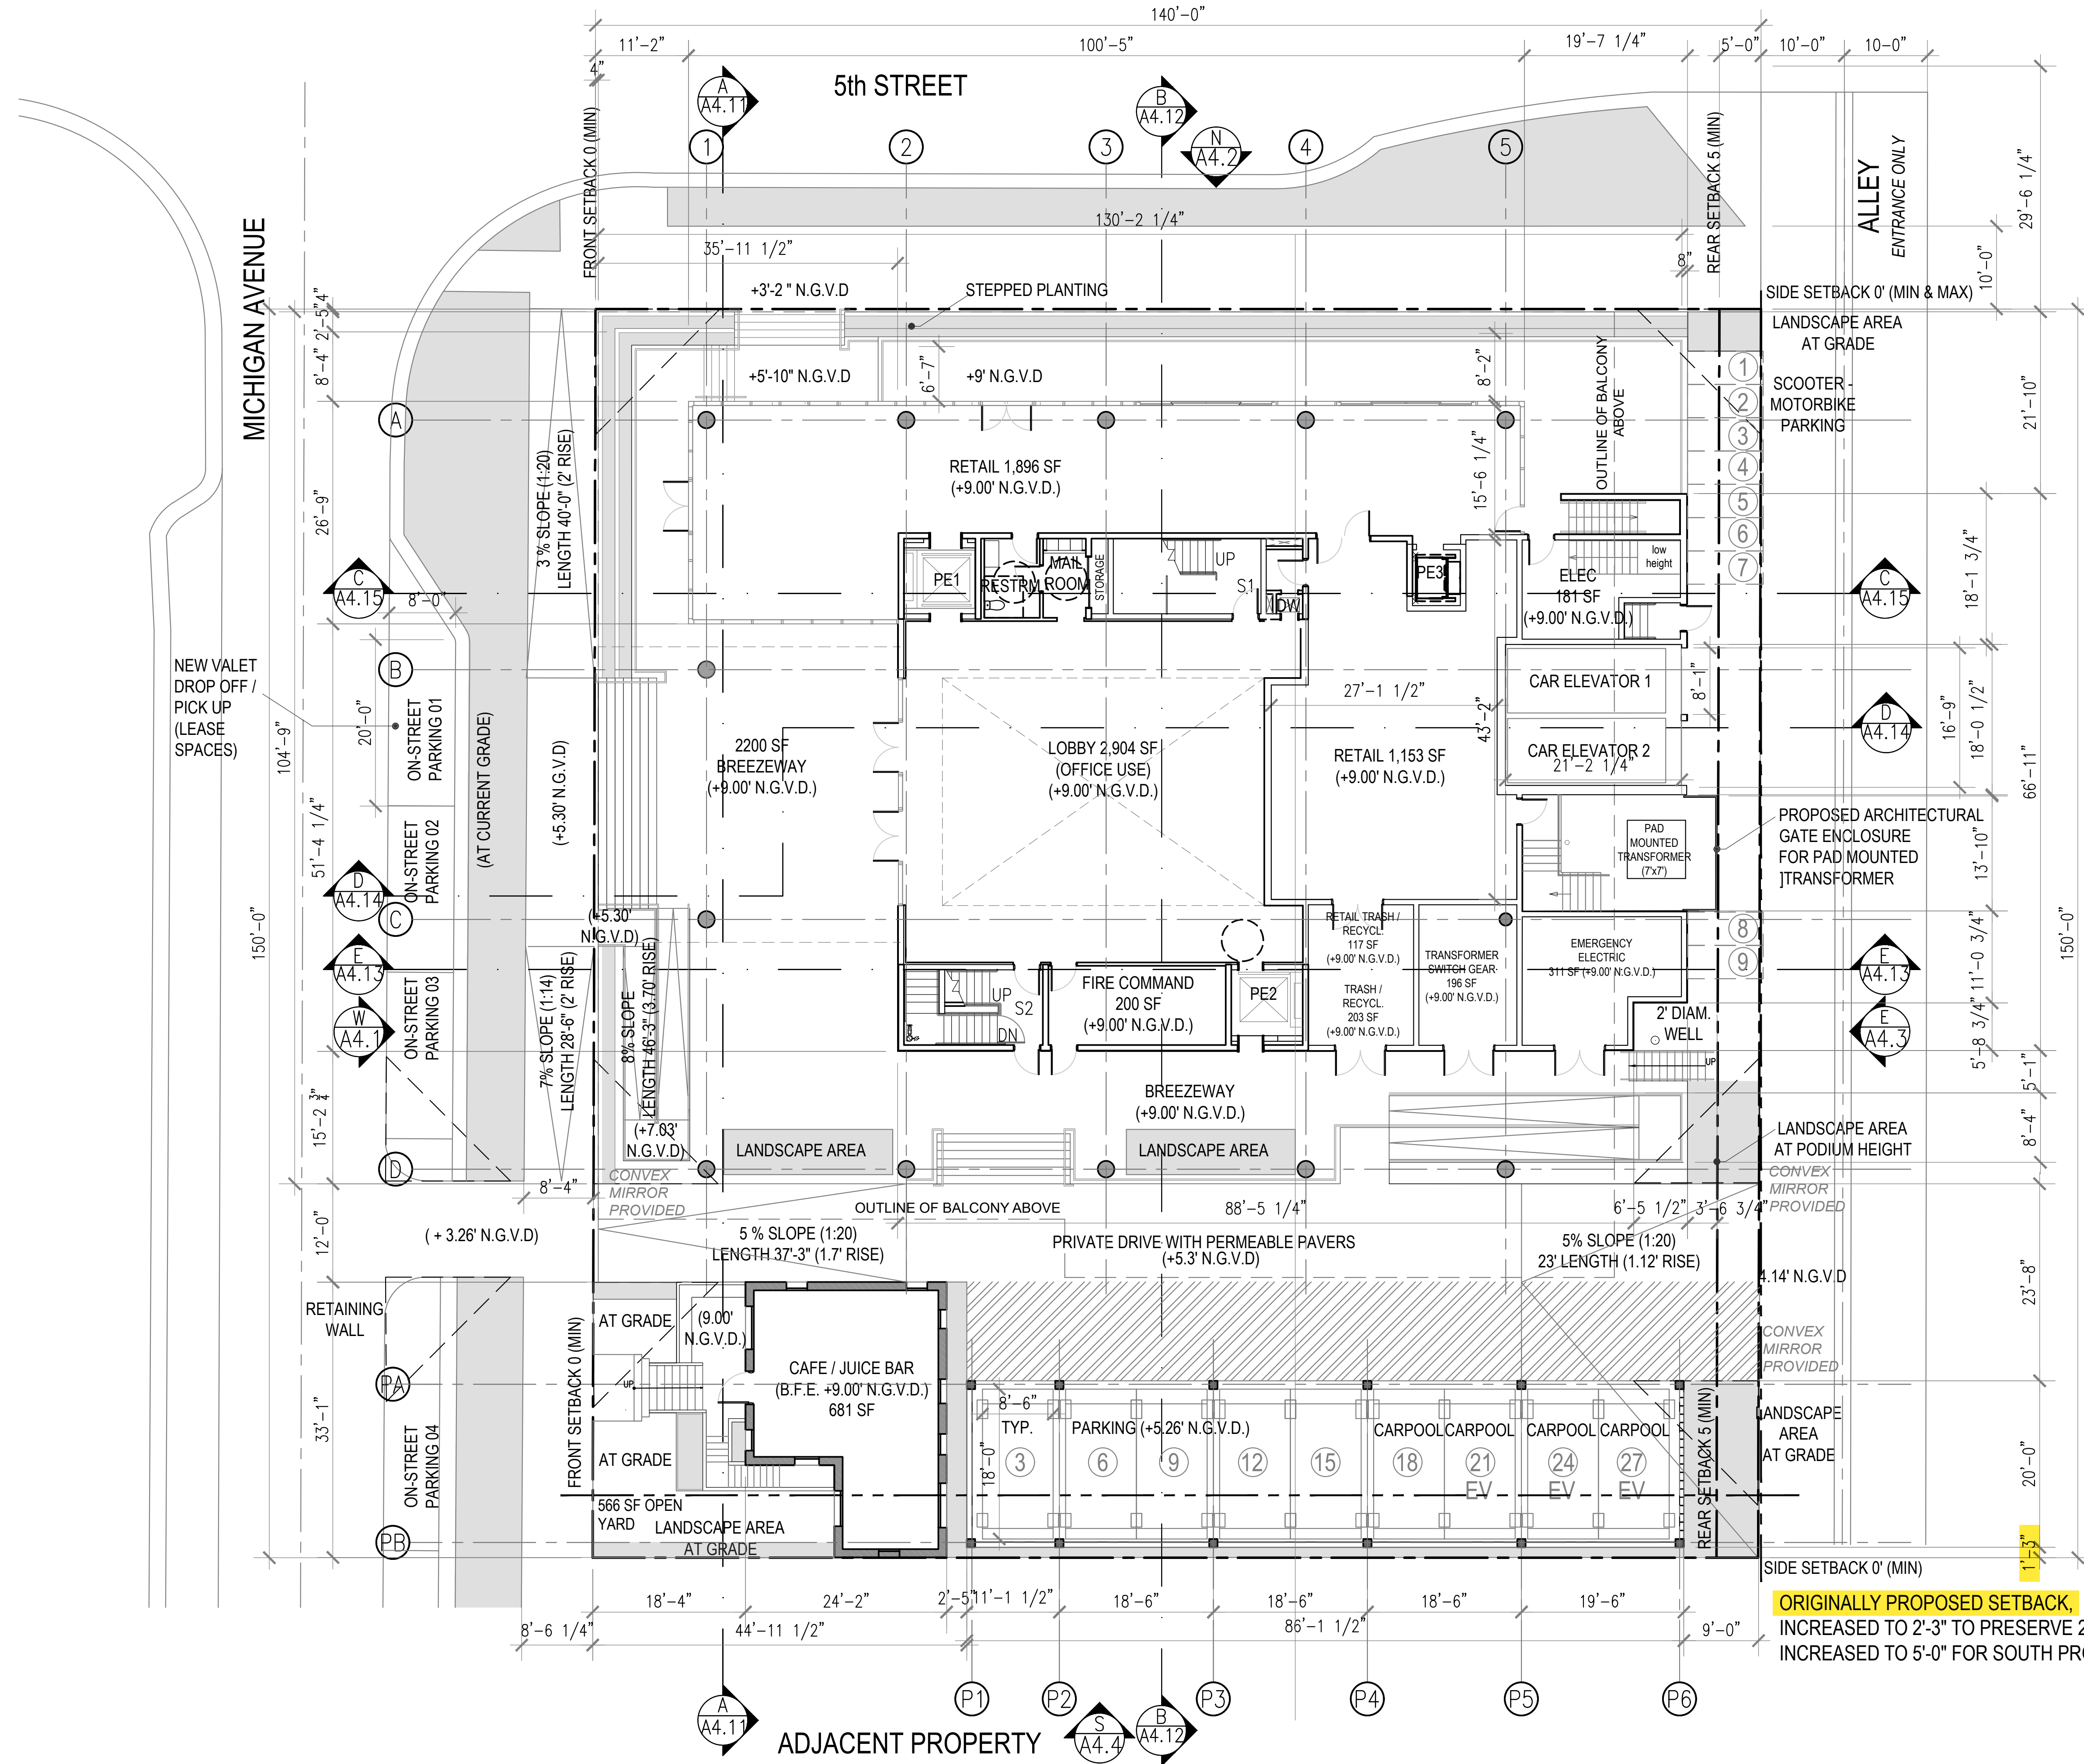 140'-0"
11'-2"
100'-5"
19'-7 1/4"
5'-0"
10'-0"
10-0"
4"
5th STREET
A
A4.11
B
A4.12
N
A4.2
1
2
3
4
5
FRONT SETBACK 0 (MIN)
REAR SETBACK 5 (MIN)
ALLEY
ENTRANCE ONLY
29'-6 1/4"
10'-0"
130'-2 1/4"
35'-11 1/2"
8"
MICHIGAN AVENUE
+3'-2 " N.G.V.D
STEPPED PLANTING
SIDE SETBACK 0' (MIN & MAX)
LANDSCAPE AREA
AT GRADE
4"
2'-5"
8'-4"
+5'-10" N.G.V.D
6'-7"
+9' N.G.V.D
8'-2"
OUTLINE OF BALCONY
ABOVE
1
2
3
4
5
6
7
SCOOTER -
MOTORBIKE
PARKING
21'-10"
A
26'-9"
3 % SLOPE (1:20)
LENGTH 40'-0" (2' RISE)
RETAIL 1,896 SF
(+9.00' N.G.V.D.)
15'-6 1/4"
low
height
PE1
RESTRM
MAIL
ROOM
STORAGE
UP
S1
DW
PE3
ELEC
181 SF
(+9.00' N.G.V.D.)
18'-1 3/4"
C
A4.15
8'-0"
C
A4.15
NEW VALET
DROP OFF /
PICK UP
(LEASE
SPACES)
B
20'-0"
ON-STREET
PARKING 01
104'-9"
(AT CURRENT GRADE)
(+5.30' N.G.V.D)
2200 SF
BREEZEWAY
(+9.00' N.G.V.D.)
LOBBY 2,904 SF
(OFFICE USE)
(+9.00' N.G.V.D.)
27'-1 1/2"
43'-2"
RETAIL 1,153 SF
(+9.00' N.G.V.D.)
CAR ELEVATOR 1
8'-1"
CAR ELEVATOR 2
21'-2 1/4"
D
A4.14
16'-9"
18'-0 1/2"
66'-11"
51'-4 1/4"
ON-STREET
PARKING 02
PAD
MOUNTED
TRANSFORMER
(7'x7')
PROPOSED ARCHITECTURAL
GATE ENCLOSURE
FOR PAD MOUNTED
]TRANSFORMER
13'-10"
D
A4.14
C
150'-0"
150'-0"
(+5.30'
N.G.V.D)
RETAIL TRASH /
RECYCL.
117 SF
(+9.00' N.G.V.D.)
TRASH /
RECYCL.
203 SF
(+9.00' N.G.V.D.)
TRANSFORMER
SWITCH GEAR
196 SF
(+9.00' N.G.V.D.)
EMERGENCY
ELECTRIC
311 SF (+9.00' N.G.V.D.)
8
9
11'-0 3/4"
E
A4.13
E
A4.13
W
A4.1
E
A4.3
ON-STREET
PARKING 03
7% SLOPE (1:14)
LENGTH 28'-6" (2' RISE)
8% SLOPE
LENGTH 46'-3" (3.70' RISE)
UP
S2
DN
FIRE COMMAND
200 SF
(+9.00' N.G.V.D.)
PE2
2' DIAM.
WELL
UP
5'-8 3/4"
5'-1"
15'-2 3/4"
(+7.03'
N.G.V.D)
BREEZEWAY
(+9.00' N.G.V.D.)
LANDSCAPE AREA
LANDSCAPE AREA
LANDSCAPE AREA
AT PODIUM HEIGHT
8'-4"
D
8'-4"
CONVEX
MIRROR
PROVIDED
CONVEX
MIRROR
PROVIDED
OUTLINE OF BALCONY ABOVE
88'-5 1/4"
6'-5 1/2"
3'-6 3/4"
12'-0"
( + 3.26' N.G.V.D)
5 % SLOPE (1:20)
LENGTH 37'-3" (1.7' RISE)
PRIVATE DRIVE WITH PERMEABLE PAVERS
(+5.3' N.G.V.D)
5% SLOPE (1:20)
23' LENGTH (1.12' RISE)
4.14' N.G.V.D
23'-8"
RETAINING
WALL
AT GRADE
(9.00'
N.G.V.D.)
CONVEX
MIRROR
PROVIDED
PA
UP
CAFE / JUICE BAR
(B.F.E. +9.00' N.G.V.D.)
681 SF
8'-6"
TYP.
18'-0"
PARKING (+5.26' N.G.V.D.)
CARPOOL
CARPOOL
CARPOOL
CARPOOL
3
6
9
12
15
18
21
EV
24
EV
27
EV
FRONT SETBACK 0 (MIN)
REAR SETBACK 5 (MIN)
LANDSCAPE
AREA
AT GRADE
33'-1"
ON-STREET
PARKING 04
AT GRADE
20'-0"
566 SF OPEN
YARD
LANDSCAPE AREA
AT GRADE
PB
1'-3"
SIDE SETBACK 0' (MIN)
18'-4"
24'-2"
2'-5"
11'-1 1/2"
18'-6"
18'-6"
18'-6"
19'-6"
8'-6 1/4"
44'-11 1/2"
86'-1 1/2"
9'-0"
ORIGINALLY PROPOSED SETBACK,
INCREASED TO 2'-3" TO PRESERVE
INCREASED TO 5'-0" FOR SOUTH
P1
P2
P3
P4
P5
P6
A
A4.11
ADJACENT PROPERTY
S
A4.4
B
A4.12